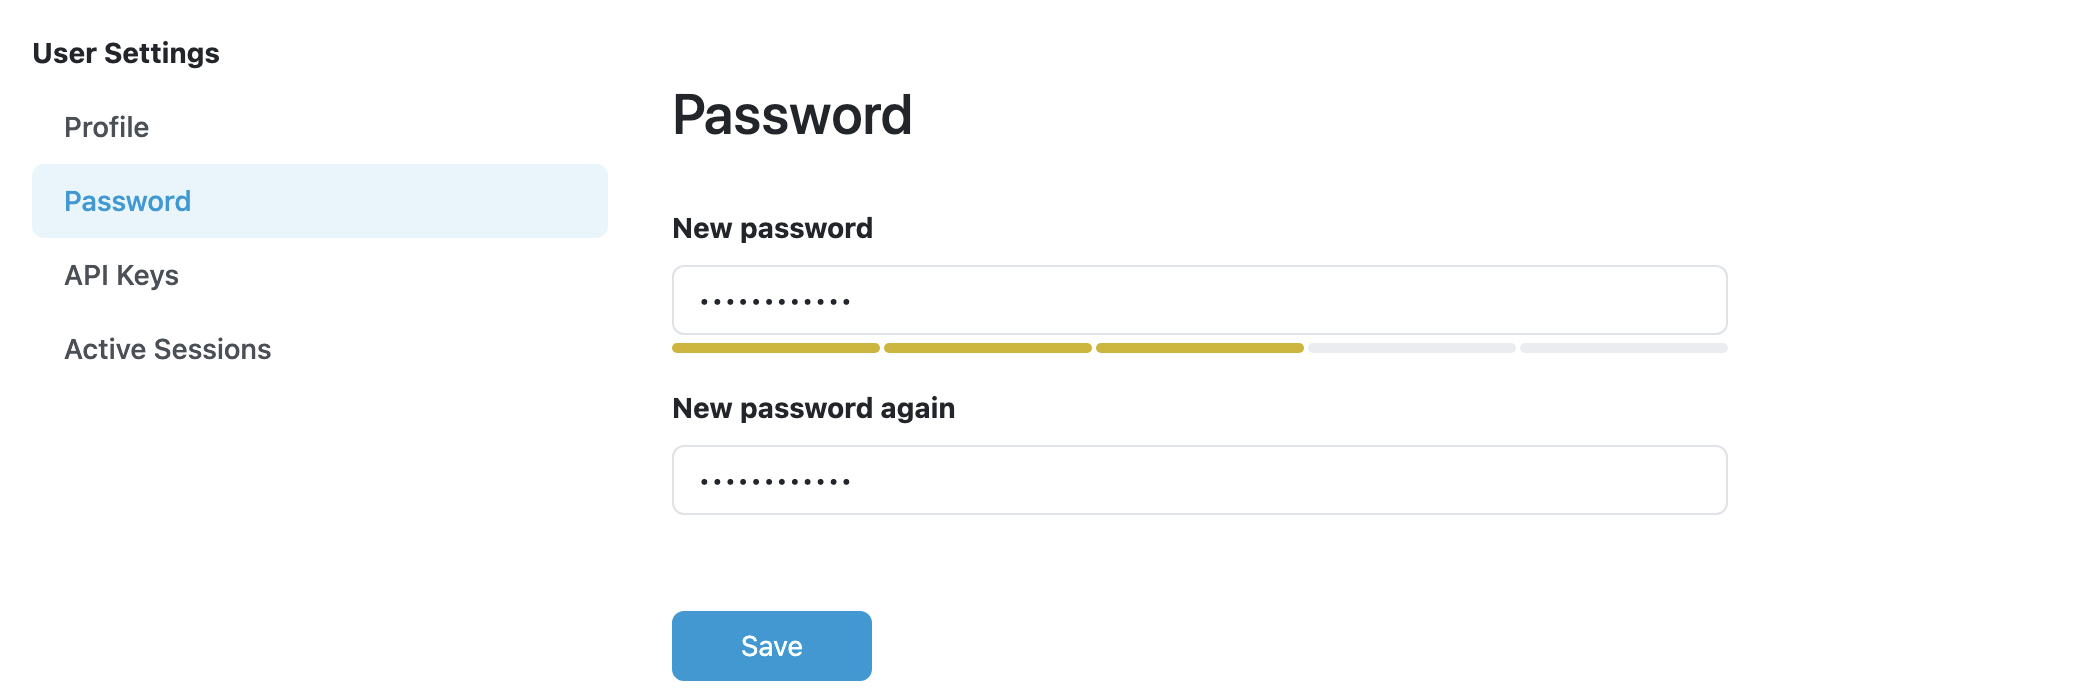 User Settings
Profile
Password
API Keys
Active Sessions
Password
New password
••••••••••••
New password again
••••••••••••
Save